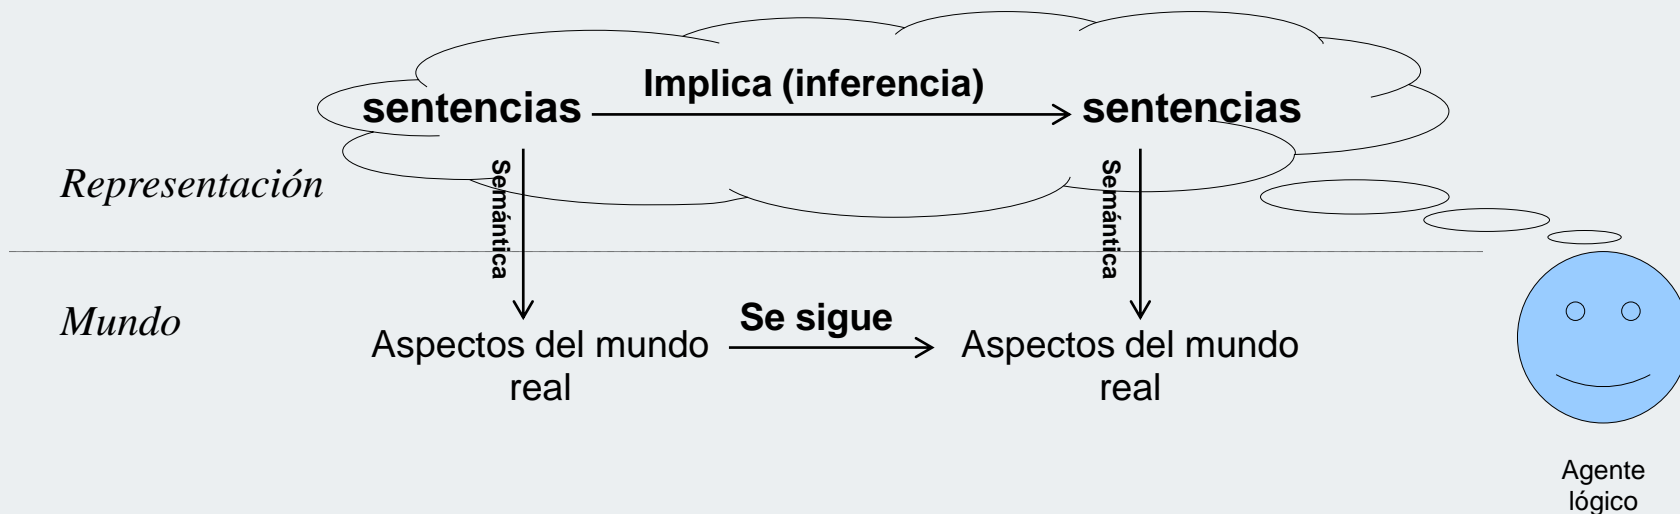 Implica (inferencia)
sentencias
sentencias
Semántica
Semántica
Representación
Mundo
Se sigue
Aspectos del mundo
real
Aspectos del mundo
real
Agente
lógico